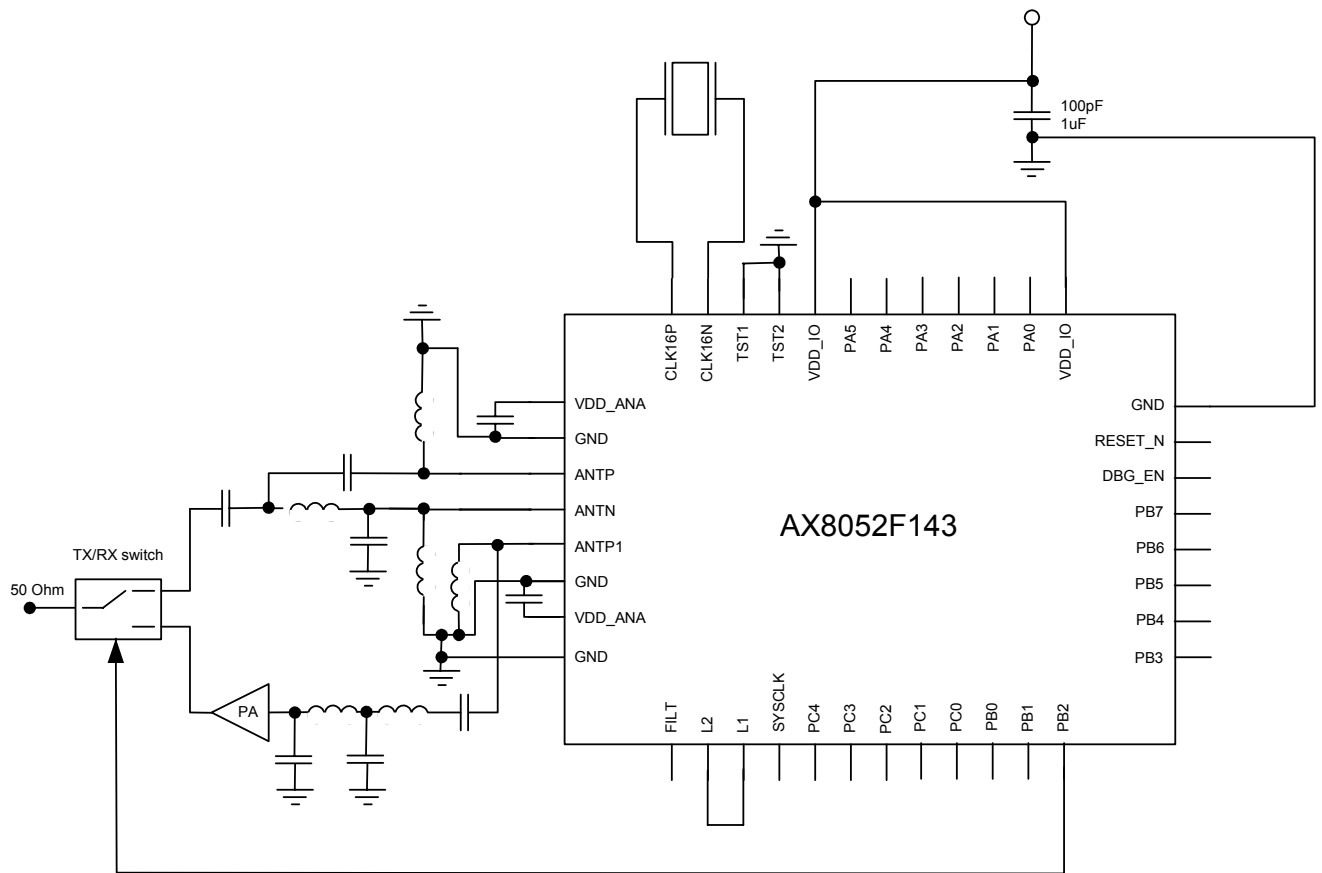 100pF
1uF
CLK16P
CLK16N
TST1
TST2
VDD_IO
PA5
PA4
PA3
PA2
PA1
PA0
VDD_IO
VDD_ANA
GND
ANTP
ANTN
ANTP1
GND
VDD_ANA
GND
AX8052F143
GND
RESET_N
DBG_EN
PB7
PB6
PB5
PB4
PB3
TX/RX switch
50 Ohm
PA
FILT
L2
L1
SYSCLK
PC4
PC3
PC2
PC1
PC0
PB0
PB1
PB2